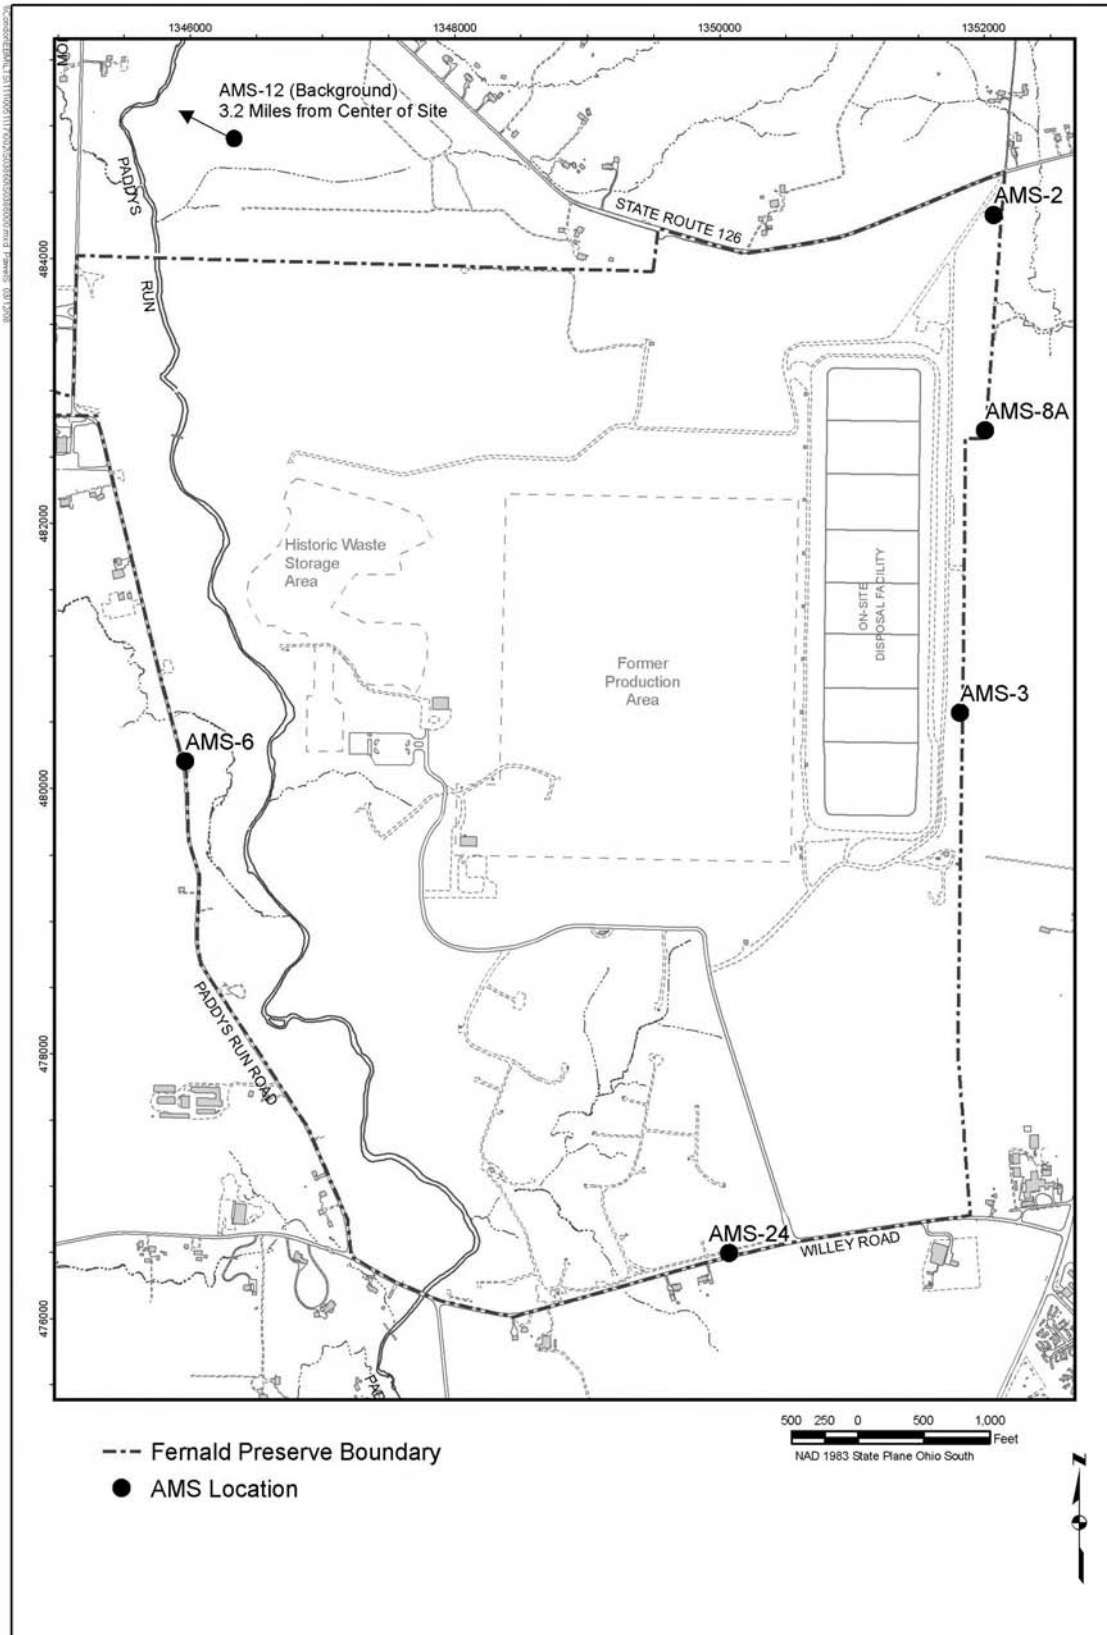 1346000
1348000
1350000
1352000
AMS-12 (Background)
3.2 Miles from Center of Site
PADDYS
RUN
STATE ROUTE 126
AMS-2
484000
AMS-8A
482000
Historic Waste
Storage
Area
ON-SITE
DISPOSAL FACILITY
Former
Production
Area
AMS-3
AMS-6
480000
PADDYS RUN ROAD
478000
AMS-24
WILLEY ROAD
476000
PAD
Fernald Preserve Boundary
AMS Location
500 250 0 500 1,000
Feet
NAD 1983 State Plane Ohio South
N